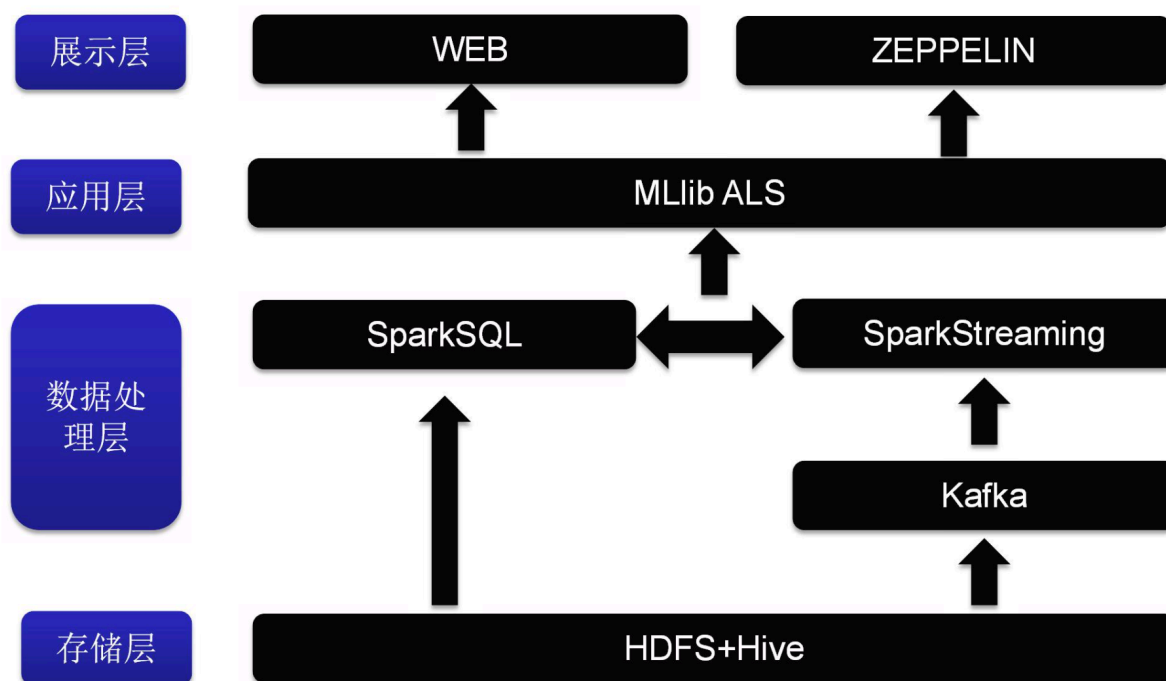 展示层
WEB
ZEPPELIN
应用层
MLlib ALS
数据处
理层
SparkSQL
SparkStreaming
Kafka
存储层
HDFS+Hive